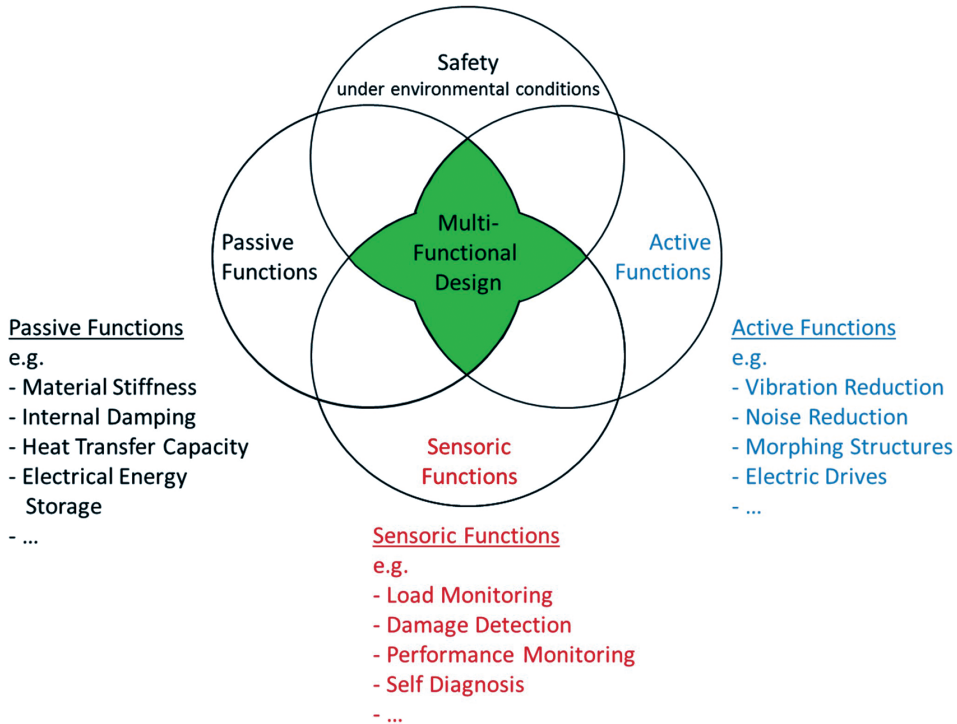 Safety
under environmental conditions
Multi-
Functional
Design
Passive
Functions
Active
Functions
Sensoric
Functions
Passive Functions
e.g.
- Material Stiffness
- Internal Damping
- Heat Transfer Capacity
- Electrical Energy
Storage
- ...
Active Functions
e.g.
- Vibration Reduction
- Noise Reduction
- Morphing Structures
- Electric Drives
- ...
Sensoric Functions
e.g.
- Load Monitoring
- Damage Detection
- Performance Monitoring
- Self Diagnosis
- ...